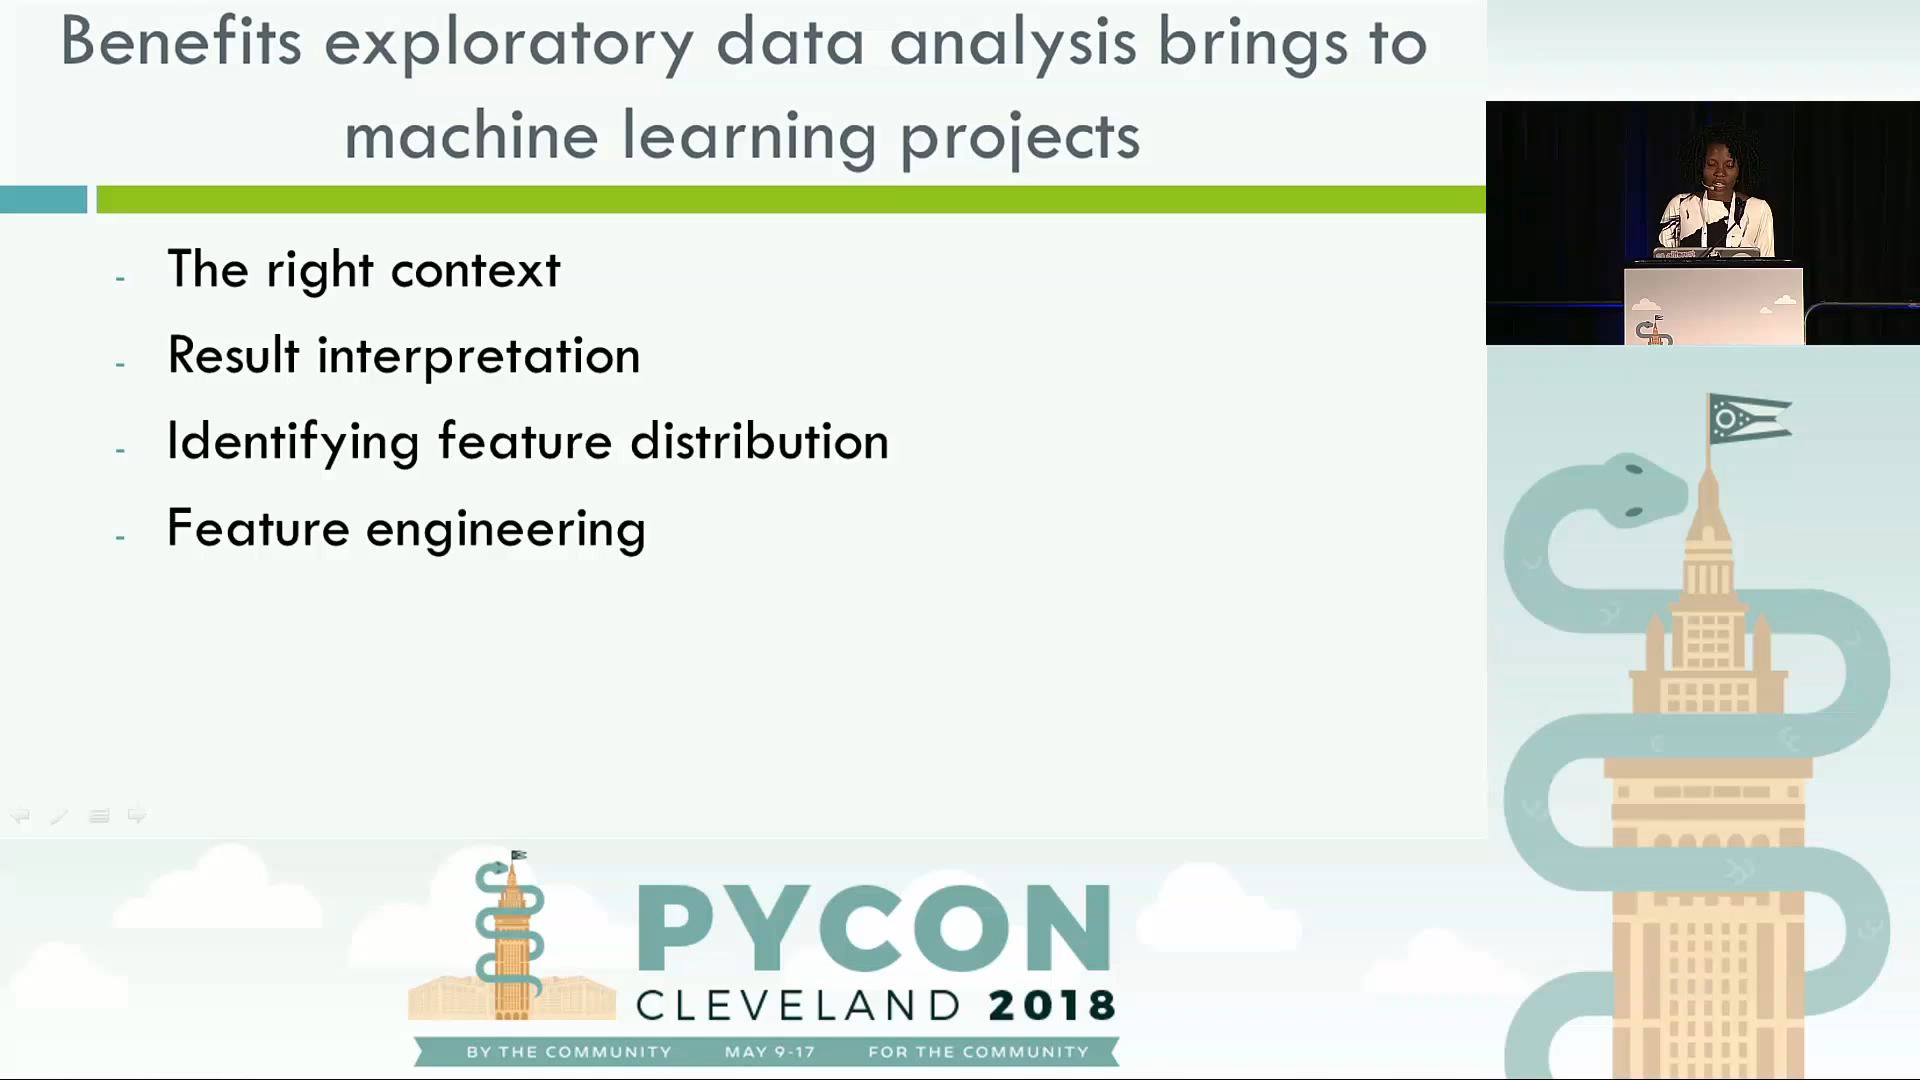 Benefits exploratory data analysis brings to
machine learning projects
- The right context
- Result interpretation
- Identifying feature distribution
- Feature engineering
PYCON
CLEVELAND 2018
BY THE COMMUNITY MAY 9-17 FOR THE COMMUNITY